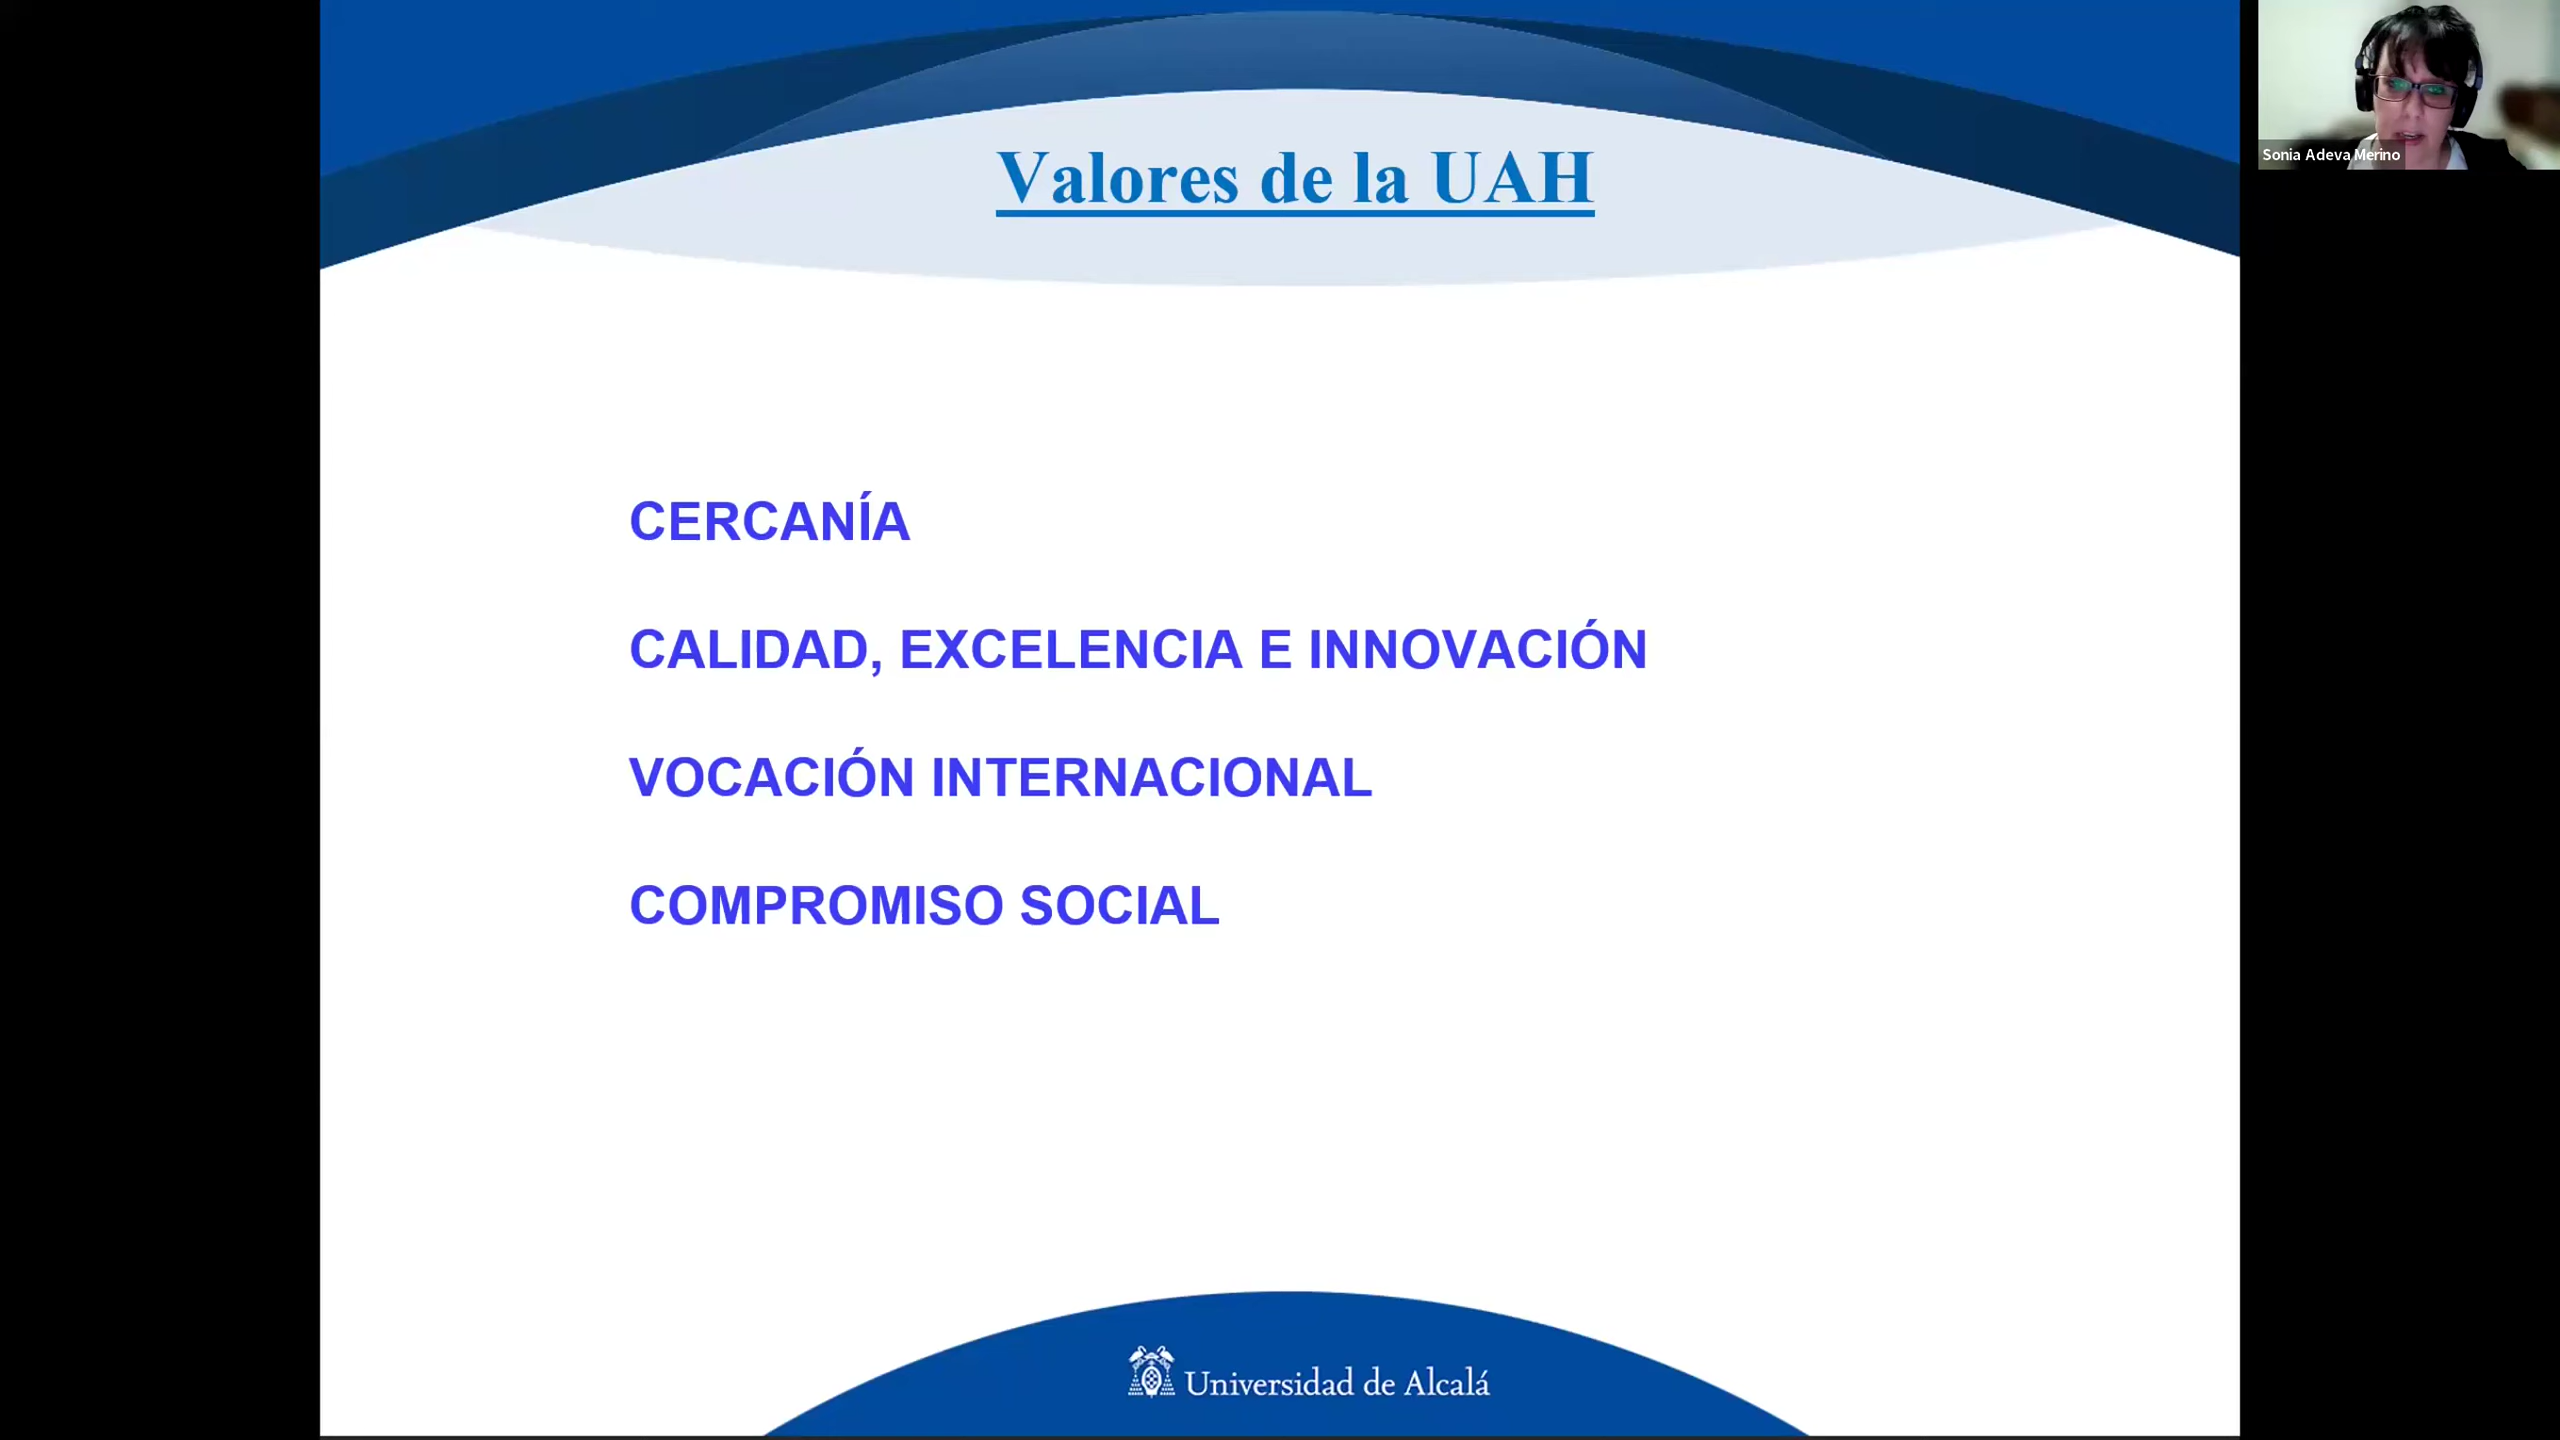 Valores de la UAH
Sonia Adeva Merino
CERCANÍA
CALIDAD, EXCELENCIA E INNOVACIÓN
VOCACIÓN INTERNACIONAL
COMPROMISO SOCIAL
Universidad de Alcalá